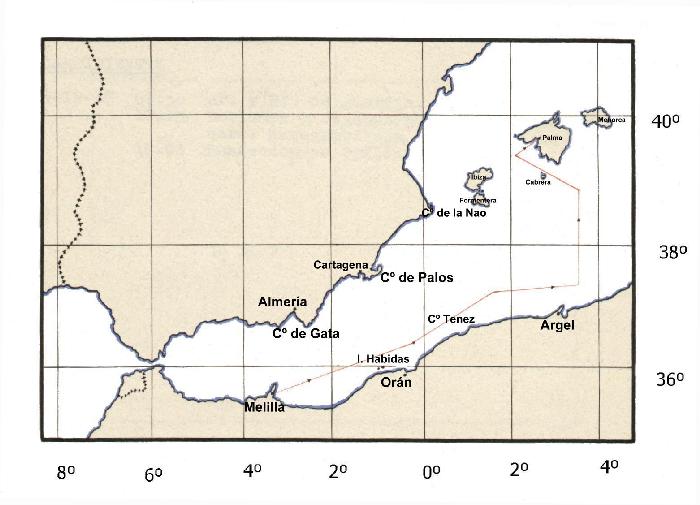 40º
Menorca
Palma
Ibiza
Cabrera
Formentera
Cº de la Nao
38º
Cartagena
Cº de Palos
Almería
Cº de Gata
Cº Tenez
Argel
I. Habidas
36º
Orán
Melilla
8º 6º 4º 2º 0º 2º 4º